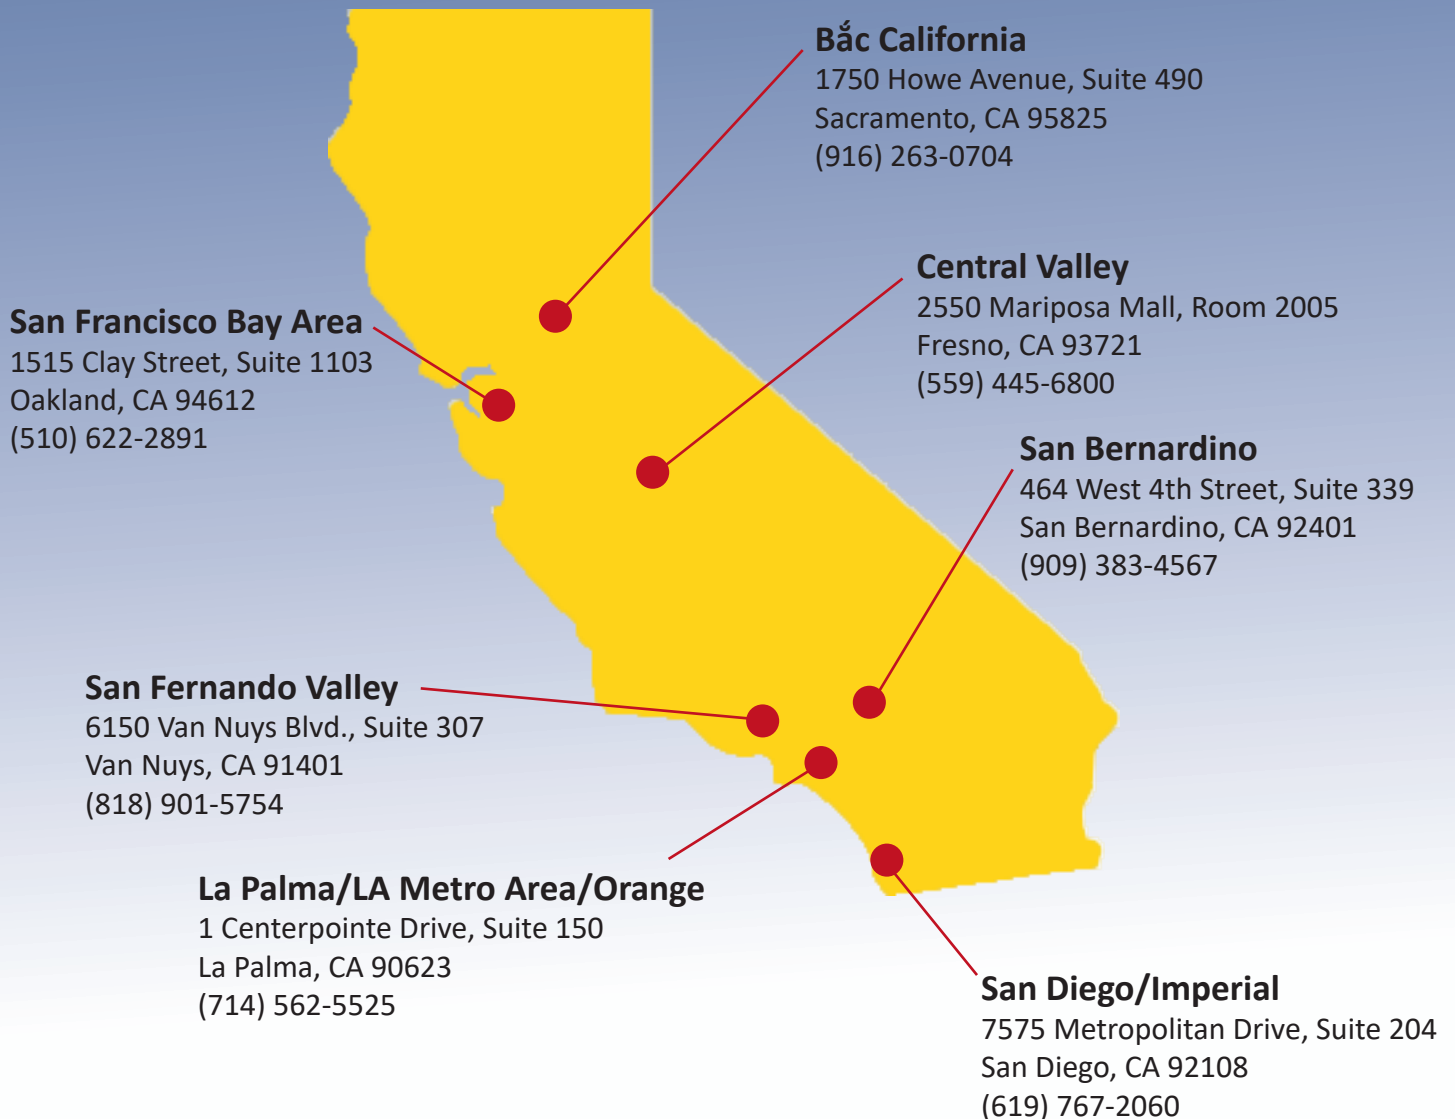 Bắc California
1750 Howe Avenue, Suite 490
Sacramento, CA 95825
(916) 263-0704
Central Valley
2550 Mariposa Mall, Room 2005
Fresno, CA 93721
(559) 445-6800
San Francisco Bay Area
1515 Clay Street, Suite 1103
Oakland, CA 94612
(510) 622-2891
San Bernardino
464 West 4th Street, Suite 339
San Bernardino, CA 92401
(909) 383-4567
San Fernando Valley
6150 Van Nuys Blvd., Suite 307
Van Nuys, CA 91401
(818) 901-5754
La Palma/LA Metro Area/Orange
1 Centerpointe Drive, Suite 150
La Palma, CA 90623
(714) 562-5525
San Diego/Imperial
7575 Metropolitan Drive, Suite 204
San Diego, CA 92108
(619) 767-2060